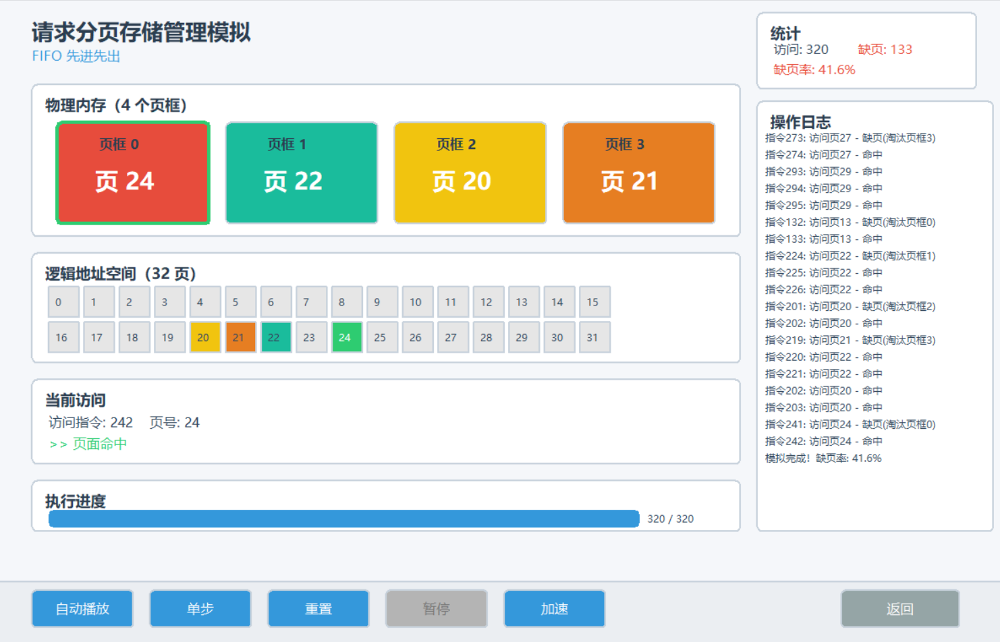 请求分页存储管理模拟
FIFO 先进先出
物理内存（4 个页框）
页框 0
页框 1
页框 2
页框 3
页 24
页 22
页 20
页 21
逻辑地址空间（32 页）
0 1 2 3 4 5 6 7 8 9 10 11 12 13 14 15
16 17 18 19 20 21 22 23 24 25 26 27 28 29 30 31
当前访问
访问指令: 242 页号: 24
>> 页面命中
执行进度
320 / 320
统计
访问: 320 缺页: 133
缺页率: 41.6%
操作日志
指令273: 访问页27 - 缺页(淘汰页框3)
指令274: 访问页27 - 命中
指令293: 访问页29 - 命中
指令294: 访问页29 - 命中
指令295: 访问页29 - 命中
指令132: 访问页13 - 缺页(淘汰页框0)
指令133: 访问页13 - 命中
指令224: 访问页22 - 缺页(淘汰页框1)
指令225: 访问页22 - 命中
指令226: 访问页22 - 命中
指令201: 访问页20 - 缺页(淘汰页框2)
指令202: 访问页20 - 命中
指令219: 访问页21 - 缺页(淘汰页框3)
指令220: 访问页22 - 命中
指令221: 访问页22 - 命中
指令202: 访问页20 - 命中
指令203: 访问页20 - 命中
指令241: 访问页24 - 缺页(淘汰页框0)
指令242: 访问页24 - 命中
模拟完成! 缺页率: 41.6%
自动播放
单步
重置
暂停
加速
返回